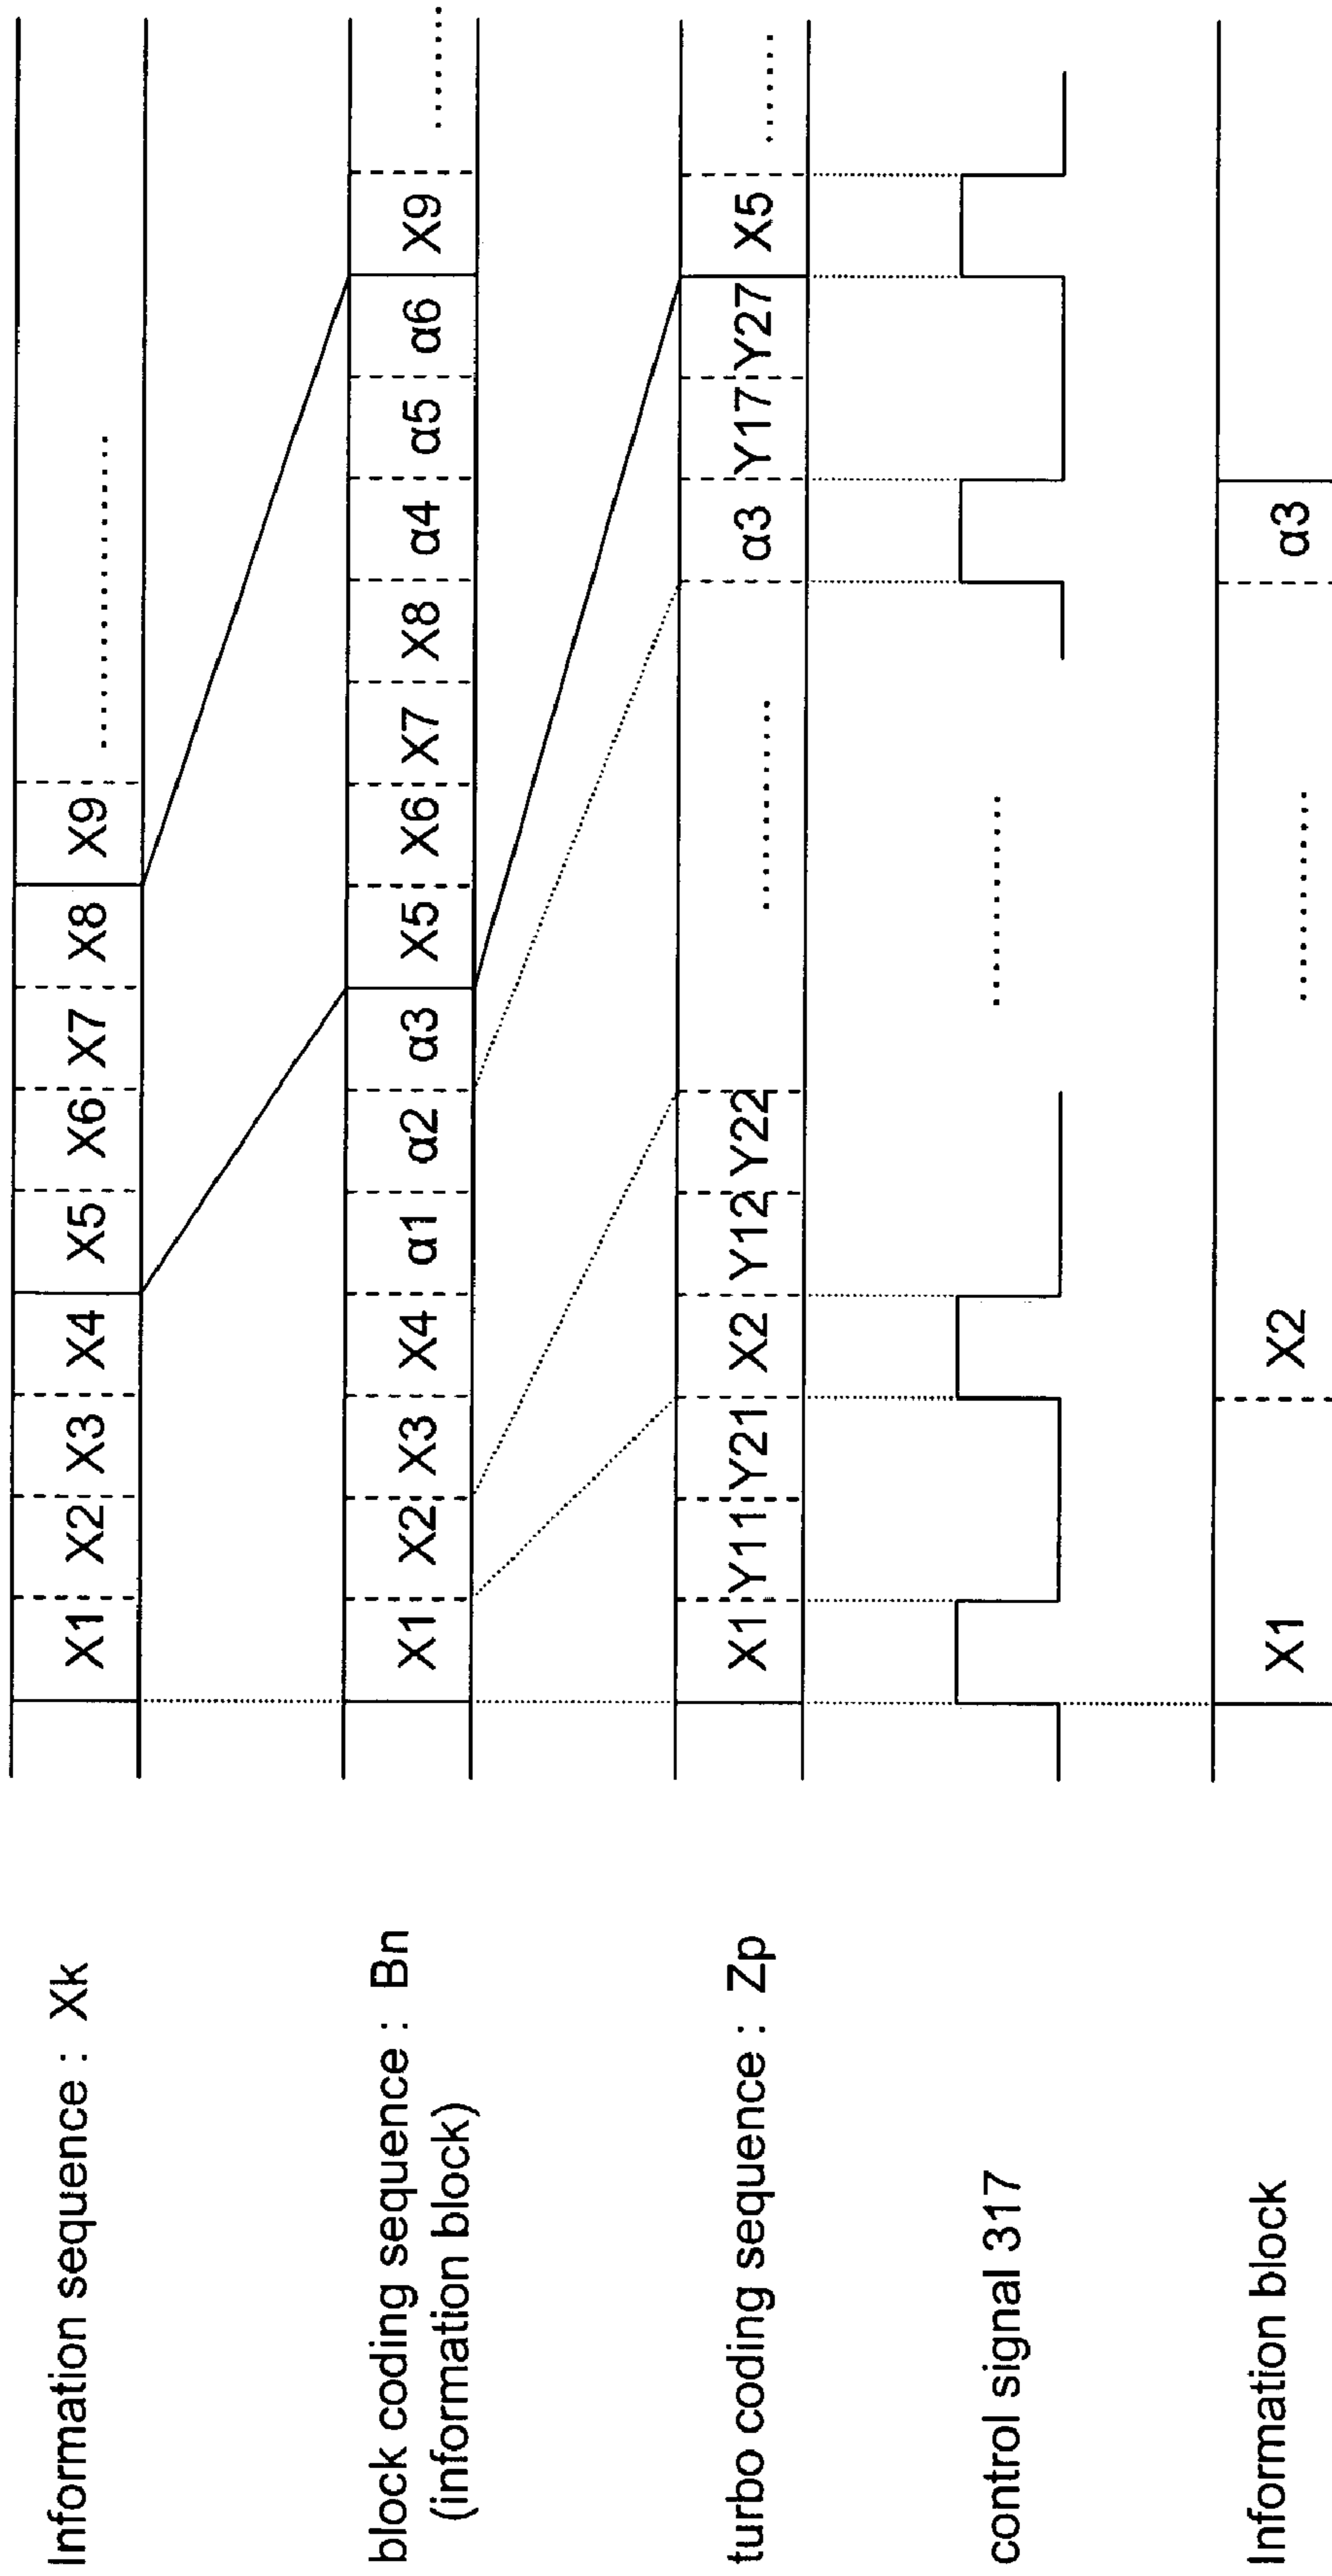 Information sequence : Xk
X1 X2 X3 X4 X5 X6 X7 X8 X9 ..................
block coding sequence : Bn
(information block)
X1 X2 X3 X4 α1 α2 α3 X5 X6 X7 X8 α4 α5 α6 X9 ........
turbo coding sequence : Zp
X1 Y11 Y21 X2 Y12 Y22 ............ α3 Y17 Y27 X5 .......
control signal 317
............
Information block
X1 X2 ............ α3